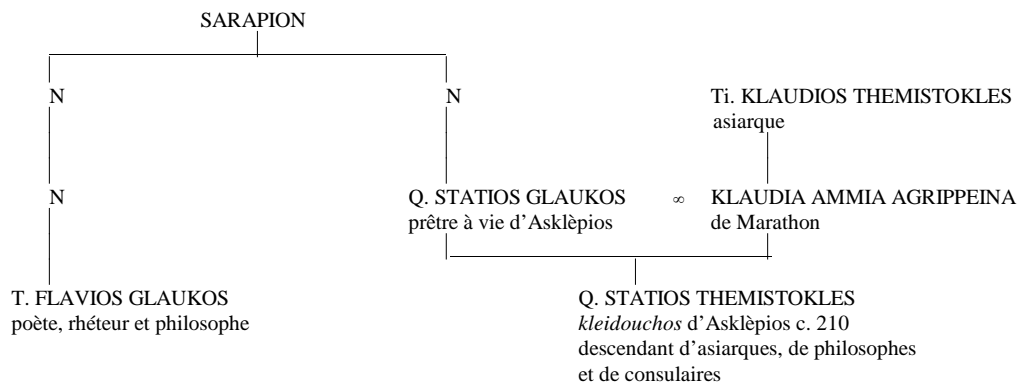 SARAPION
N
N
Ti. KLAUDIOS THEMISTOKLES
asiarque
N
Q. STATIOS GLAUKOS
prêtre à vie d'Asklèpios
∞
KLAUDIA AMMIA AGRIPPEINA
de Marathon
T. FLAVIOS GLAUKOS
poète, rhéteur et philosophe
Q. STATIOS THEMISTOKLES
kleidouchos d'Asklèpios c. 210
descendant d'asiarques, de philosophes
et de consulaires